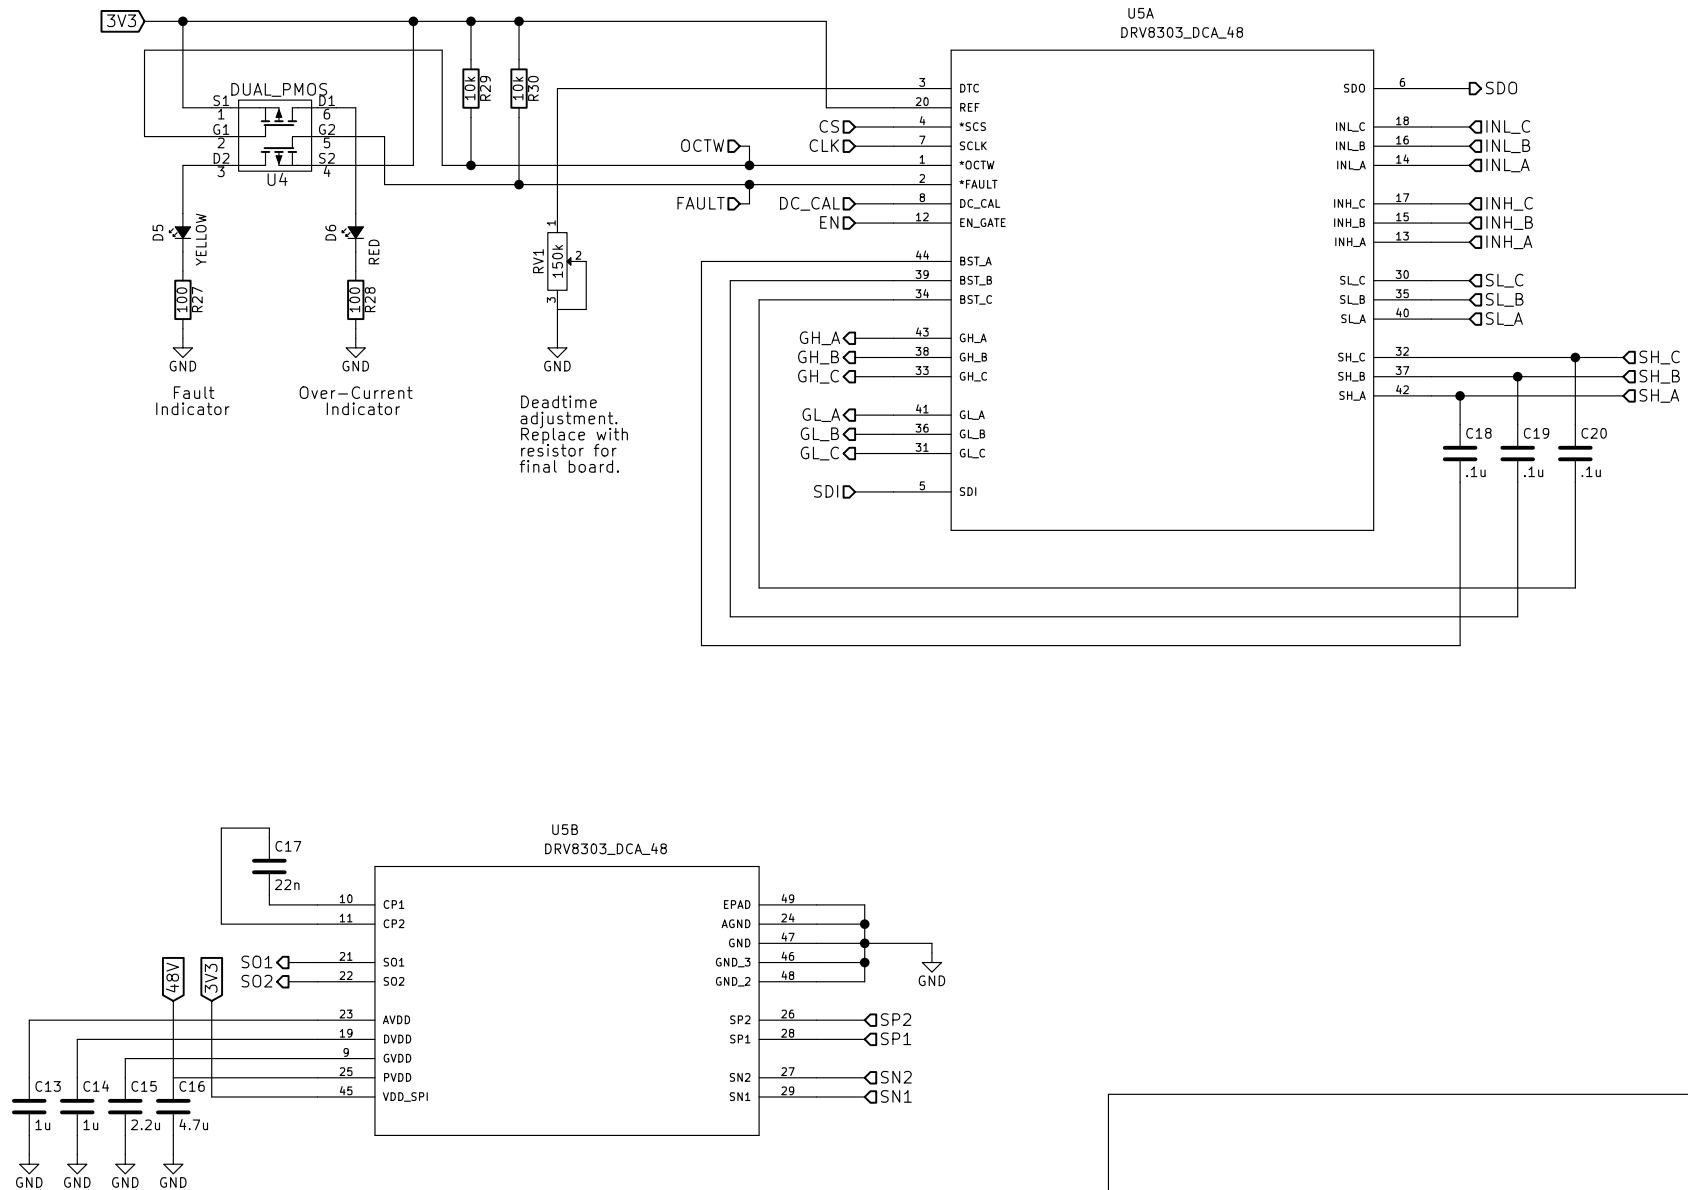 3V3
DUAL_PMOS
S1
1
G1
2
D2
3
D1
6
G2
5
S2
4
U4
10k
R29
10k
R30
D5
YELLOW
D6
RED
100
R27
100
R28
GND
GND
Fault
Indicator
Over-Current
Indicator
RV1
150k
1
2
3
GND
Deadtime
adjustment.
Replace with
resistor for
final board.
OCTW
FAULT
CS
CLK
DC_CAL
EN
GH_A
GH_B
GH_C
GL_A
GL_B
GL_C
SDI
U5A
DRV8303_DCA_48
3 DTC
20 REF
4 *SCS
7 SCLK
1 *OCTW
2 *FAULT
8 DC_CAL
12 EN_GATE
44 BST_A
39 BST_B
34 BST_C
43 GH_A
38 GH_B
33 GH_C
41 GL_A
36 GL_B
31 GL_C
5 SDI
SDO 6 SDO
INL_C 18 INL_C
INL_B 16 INL_B
INL_A 14 INL_A
INH_C 17 INH_C
INH_B 15 INH_B
INH_A 13 INH_A
SL_C 30 SL_C
SL_B 35 SL_B
SL_A 40 SL_A
SH_C 32 SH_C
SH_B 37 SH_B
SH_A 42 SH_A
C18
.1u
C19
.1u
C20
.1u
U5B
DRV8303_DCA_48
C17
22n
10 CP1
11 CP2
SO1 21 SO1
SO2 22 SO2
48V
3V3
23 AVDD
19 DVDD
9 GVDD
25 PVDD
45 VDD_SPI
EPAD 49
AGND 24
GND 47
GND_3 46
GND_2 48
GND
SP2 26 SP2
SP1 28 SP1
SN2 27 SN2
SN1 29 SN1
C13
1u
C14
1u
C15
2.2u
C16
4.7u
GND
GND
GND
GND